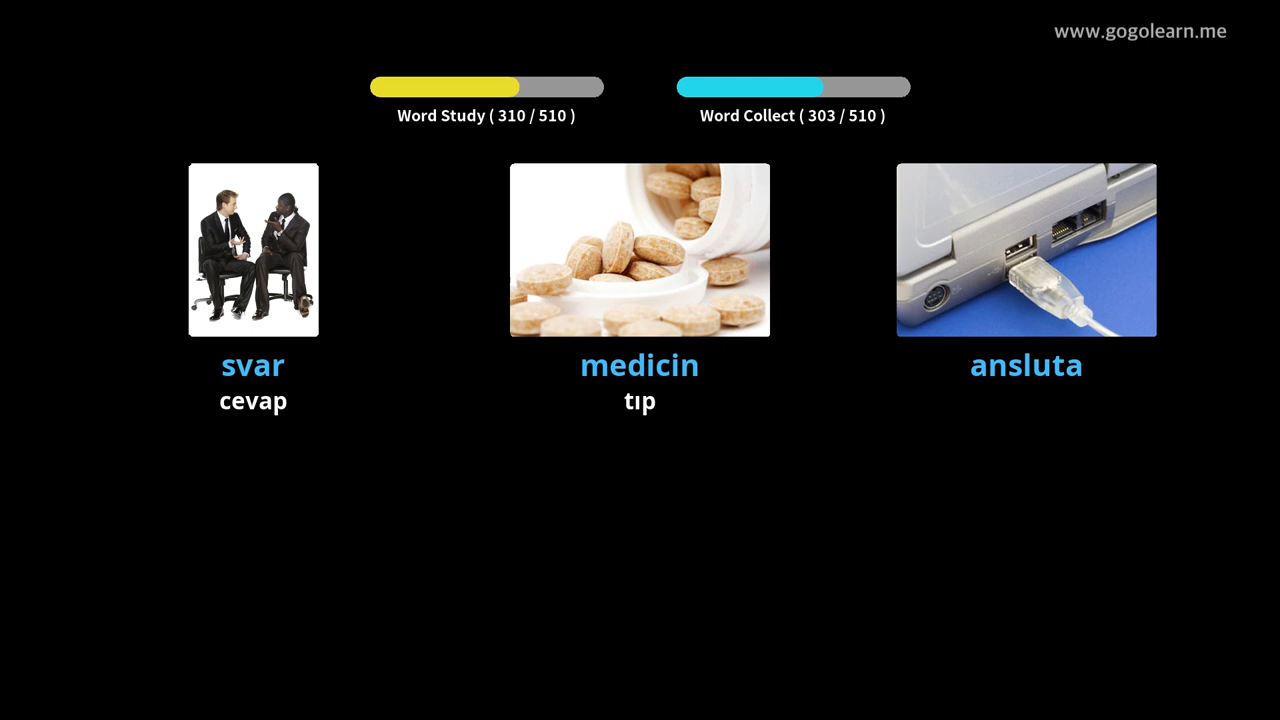 www.gogolearn.me
Word Study ( 310 / 510 )
Word Collect ( 303 / 510 )
svar
medicin
ansluta
cevap
tıp